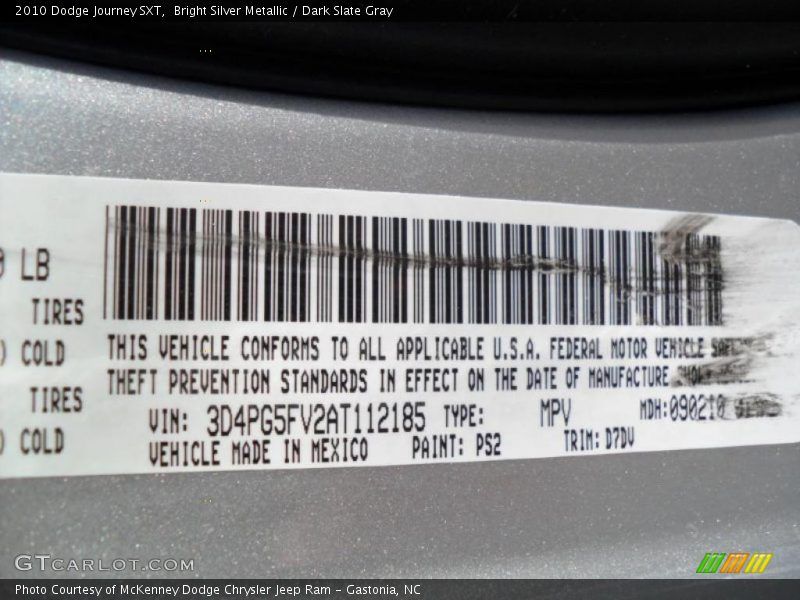 2010 Dodge Journey SXT, Bright Silver Metallic / Dark Slate Gray
LB
TIRES
COLD
TIRES
COLD
THIS VEHICLE CONFORMS TO ALL APPLICABLE U.S.A. FEDERAL MOTOR VEHICLE
THEFT PREVENTION STANDARDS IN EFFECT ON THE DATE OF MANUFACTURE
VIN: 3D4PG5FV2AT112185 TYPE: MPV MDH:090210
VEHICLE MADE IN MEXICO PAINT: PS2 TRIM: D7DV
GTCARLOT.COM
Photo Courtesy of McKenney Dodge Chrysler Jeep Ram - Gastonia, NC